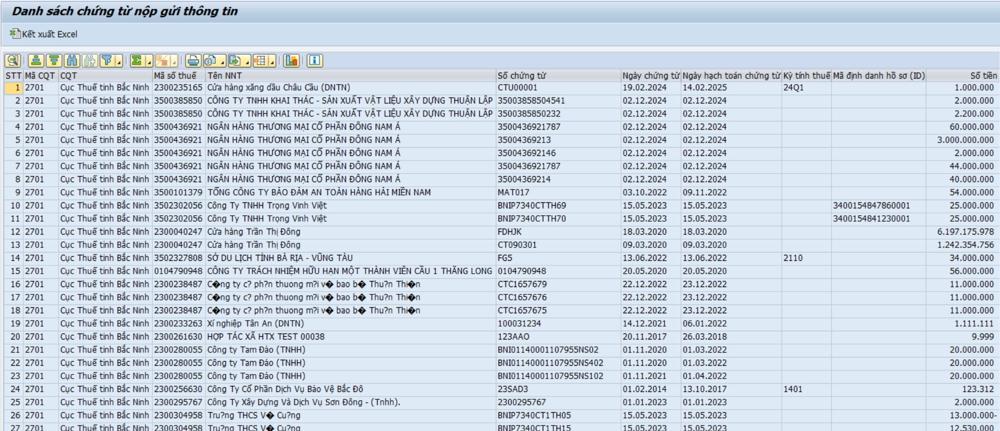 Danh sách chứng từ nộp gửi thông tin
Kết xuất Excel
STT Mã CQT CQT Mã số thuế Tên NNT Số chứng từ Ngày chứng từ Ngày hạch toán chứng từ Kỳ tính thuế Mã định danh hồ sơ (ID) Số tiền
1 2701 Cục Thuế tỉnh Bắc Ninh 2300235165 Cửa hàng xăng dầu Châu Cầu (DNTN) CTU00001 19.02.2024 14.02.2025 24Q1 1.000.000
2 2701 Cục Thuế tỉnh Bắc Ninh 3500385850 CÔNG TY TNHH KHAI THÁC - SẢN XUẤT VẬT LIỆU XÂY DỰNG THUẬN LẬP 35003858504541 02.12.2024 02.12.2024 2.000.000
3 2701 Cục Thuế tỉnh Bắc Ninh 3500385850 CÔNG TY TNHH KHAI THÁC - SẢN XUẤT VẬT LIỆU XÂY DỰNG THUẬN LẬP 3500385850232 02.12.2024 02.12.2024 2.200.000
4 2701 Cục Thuế tỉnh Bắc Ninh 3500436921 NGÂN HÀNG THƯƠNG MẠI CỔ PHẦN ĐÔNG NAM Á 3500436921787 02.12.2024 02.12.2024 60.000.000
5 2701 Cục Thuế tỉnh Bắc Ninh 3500436921 NGÂN HÀNG THƯƠNG MẠI CỔ PHẦN ĐÔNG NAM Á 35004369213 02.12.2024 02.12.2024 3.000.000.000
6 2701 Cục Thuế tỉnh Bắc Ninh 3500436921 NGÂN HÀNG THƯƠNG MẠI CỔ PHẦN ĐÔNG NAM Á 350043692146 02.12.2024 02.12.2024 2.000.000
7 2701 Cục Thuế tỉnh Bắc Ninh 3500436921 NGÂN HÀNG THƯƠNG MẠI CỔ PHẦN ĐÔNG NAM Á 3500436921787 02.12.2024 02.12.2024 44.000.000
8 2701 Cục Thuế tỉnh Bắc Ninh 3500436921 NGÂN HÀNG THƯƠNG MẠI CỔ PHẦN ĐÔNG NAM Á 35004369214 02.12.2024 02.12.2024 40.000.000
9 2701 Cục Thuế tỉnh Bắc Ninh 3500101379 TỔNG CÔNG TY BẢO ĐẢM AN TOÀN HÀNG HẢI MIỀN NAM MAT017 03.10.2022 09.11.2022 54.000.000
10 2701 Cục Thuế tỉnh Bắc Ninh 3502302056 Công Ty TNHH Trọng Vinh Việt BNIP7340CTTH69 15.05.2023 15.05.2023 3400154847860001 25.000.000
11 2701 Cục Thuế tỉnh Bắc Ninh 3502302056 Công Ty TNHH Trọng Vinh Việt BNIP7340CTTH70 15.05.2023 15.05.2023 3400154841230001 25.000.000
12 2701 Cục Thuế tỉnh Bắc Ninh 2300040247 Cửa hàng Trần Thị Đông FDHJK 18.03.2020 18.03.2020 6.197.175.978
13 2701 Cục Thuế tỉnh Bắc Ninh 2300040247 Cửa hàng Trần Thị Đông CT090301 09.03.2020 09.03.2020 1.242.354.756
14 2701 Cục Thuế tỉnh Bắc Ninh 3502327808 SỞ DU LỊCH TỈNH BÀ RỊA - VŨNG TÀU FG5 13.06.2022 13.06.2022 2110 34.000.000
15 2701 Cục Thuế tỉnh Bắc Ninh 0104790948 CÔNG TY TRÁCH NHIỆM HỮU HẠN MỘT THÀNH VIÊN CẦU 1 THĂNG LONG 0104790948 20.05.2020 20.05.2020 56.000.000
16 2701 Cục Thuế tỉnh Bắc Ninh 2300238487 C�ng ty c? ph?n thuong m?i v� bao b� Thu?n Thi�n CTC1657679 22.12.2022 23.12.2022 11.000.000
17 2701 Cục Thuế tỉnh Bắc Ninh 2300238487 C�ng ty c? ph?n thuong m?i v� bao b� Thu?n Thi�n CTC1657676 22.12.2022 23.12.2022 11.000.000
18 2701 Cục Thuế tỉnh Bắc Ninh 2300238487 C�ng ty c? ph?n thuong m?i v� bao b� Thu?n Thi�n CTC1657675 22.12.2022 23.12.2022 11.000.000
19 2701 Cục Thuế tỉnh Bắc Ninh 2300233263 Xí nghiệp Tân An (DNTN) 100031234 14.12.2021 06.01.2022 1.111.111
20 2701 Cục Thuế tỉnh Bắc Ninh 2300261630 HỢP TÁC XÃ HTX TEST 00038 123AAO 20.11.2017 26.03.2018 9.999
21 2701 Cục Thuế tỉnh Bắc Ninh 2300280055 Công ty Tam Đảo (TNHH) BNI01140001107955NS02 01.11.2020 01.03.2022 20.000.000
22 2701 Cục Thuế tỉnh Bắc Ninh 2300280055 Công ty Tam Đảo (TNHH) BNI01140001107955NS402 01.11.2020 01.03.2022 20.000.000
23 2701 Cục Thuế tỉnh Bắc Ninh 2300280055 Công ty Tam Đảo (TNHH) BNI01140001107955NS102 01.11.2021 01.04.2022 20.000.000
24 2701 Cục Thuế tỉnh Bắc Ninh 2300256630 Công Ty Cổ Phần Dịch Vụ Bảo Vệ Bắc Đô 23SAD3 01.02.2014 13.10.2017 1401 123.312
25 2701 Cục Thuế tỉnh Bắc Ninh 2300295767 Công Ty Xây Dựng Và Dịch Vụ Sơn Đông - (Tnhh). 2300295767 01.01.2023 01.01.2023 2.000.000
26 2701 Cục Thuế tỉnh Bắc Ninh 2300304958 Tru?ng THCS V� Cu?ng BNIP7340CT1TH05 15.05.2023 15.05.2023 13.000.000-
27 2701 Cục Thuế tỉnh Bắc Ninh 2300304958 Tru?ng THCS V� Cu?ng BNIP7340CT1TH15 15.05.2023 15.05.2023 12.530.000